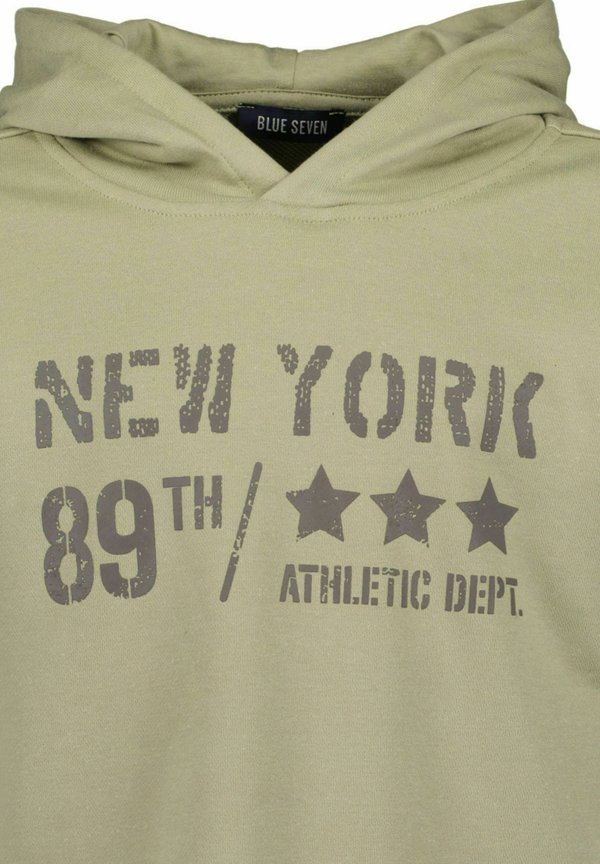 BLUE SEVEN
NEW YORK
89TH/
ATHLETIC DEPT.